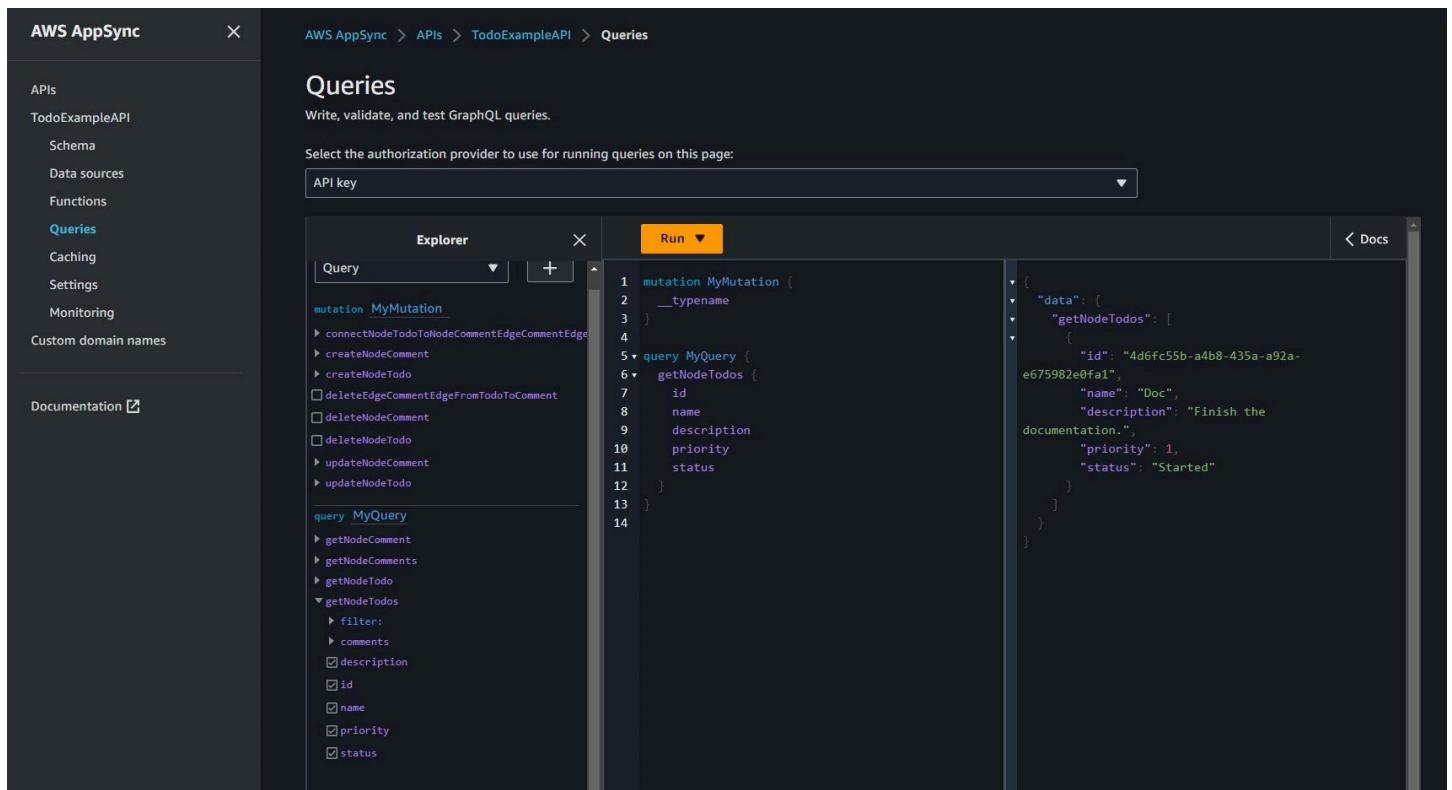 AWS AppSync
APIs
TodoExampleAPI
Schema
Data sources
Functions
Queries
Caching
Settings
Monitoring
Custom domain names
Documentation
AWS AppSync > APIs > TodoExampleAPI > Queries
Queries
Write, validate, and test GraphQL queries.
Select the authorization provider to use for running queries on this page:
API key
Explorer
Query
+
mutation MyMutation
connectNodeTodoToNodeCommentEdgeCommentEdge
createNodeComment
createNodeTodo
deleteEdgeCommentEdgeFromTodoToComment
deleteNodeComment
deleteNodeTodo
updateNodeComment
updateNodeTodo
query MyQuery
getNodeComment
getNodeComments
getNodeTodo
getNodeTodos
filter:
comments
description
id
name
priority
status
Run
< Docs
1 mutation MyMutation {
2 __typename
3 }
4
5 query MyQuery {
6 getNodeTodos {
7 id
8 name
9 description
10 priority
11 status
12 }
13 }
14
{
"data": {
"getNodeTodos": [
{
"id": "4d6fc55b-a4b8-435a-a92a-
e675982e0fa1",
"name": "Doc",
"description": "Finish the
documentation.",
"priority": 1,
"status": "Started"
}
]
}
}